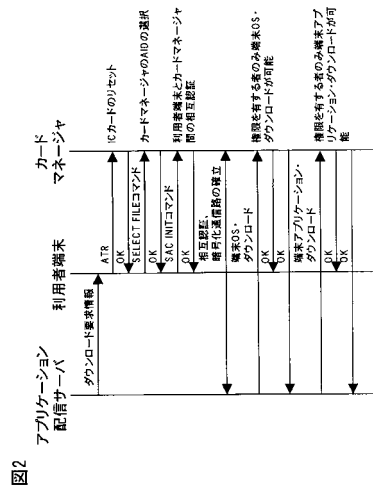 図2
アプリケーション
配信サーバ
利用者端末
カード
マネージャ
ダウンロード要求情報
ATR
ICカードのリセット
OK
SELECT FILEコマンド
カードマネージャのAIDの選択
OK
SAC INITコマンド
利用者端末とカードマネージャ
間の相互認証
OK
相互認証、
暗号化通信路の確立
端末OS・
ダウンロード
権限を有する者のみ端末OS・
ダウンロードが可能
OK
OK
端末アプリケーション・
ダウンロード
権限を有する者のみ端末アプ
リケーション・ダウンロードが可
能
OK
OK